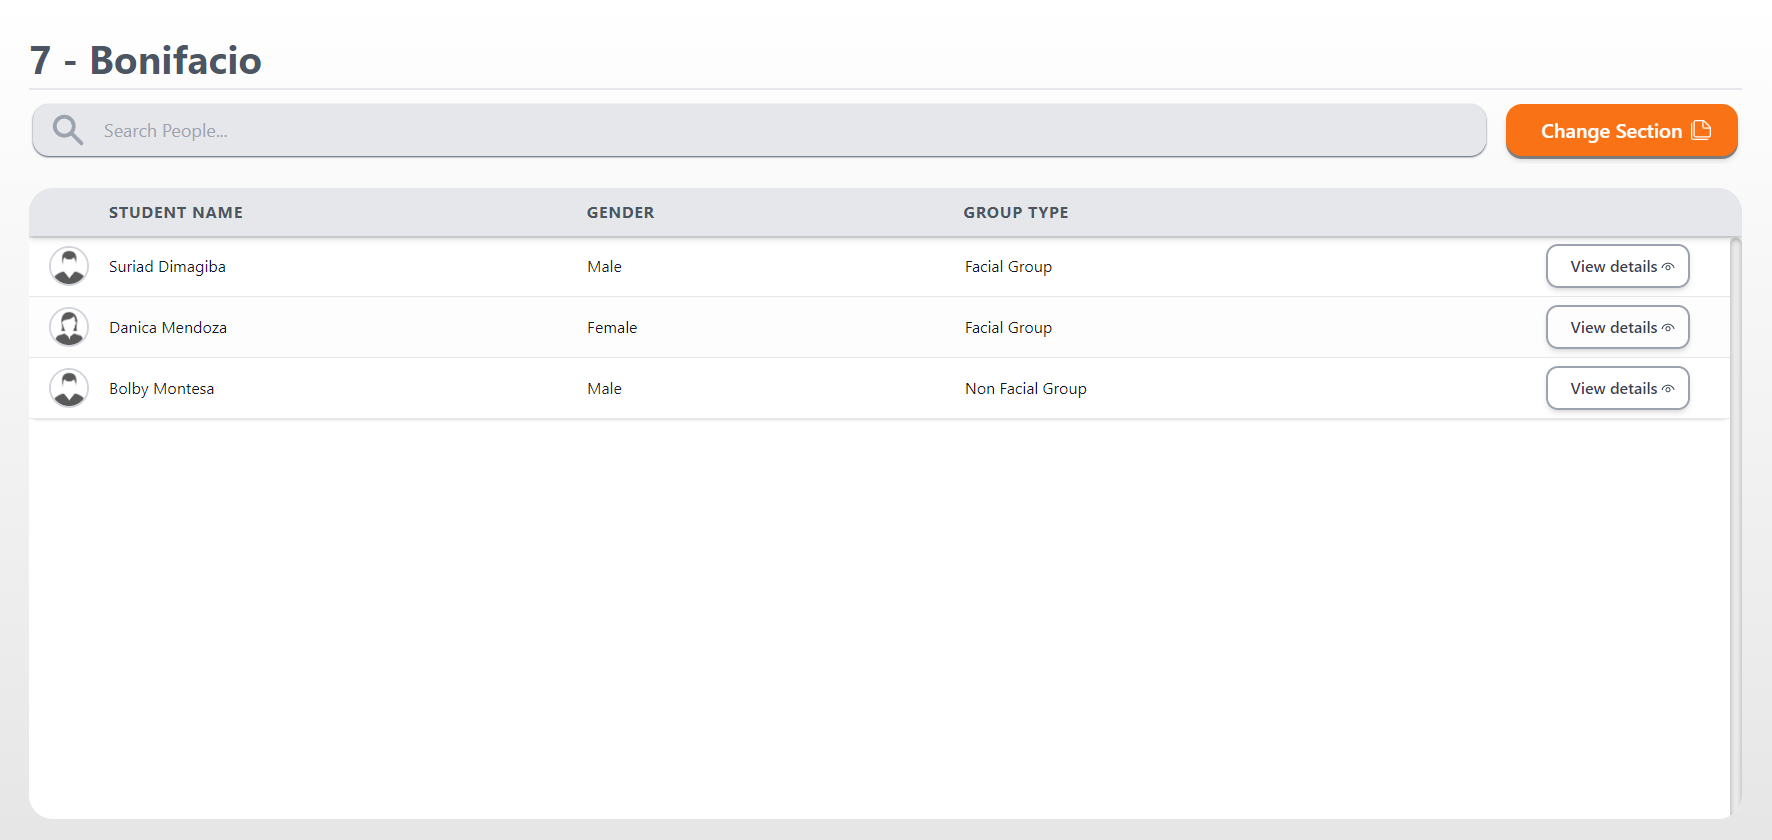 7 - Bonifacio
Search People...
Change Section
STUDENT NAME GENDER GROUP TYPE
Suriad Dimagiba Male Facial Group View details
Danica Mendoza Female Facial Group View details
Bolby Montesa Male Non Facial Group View details